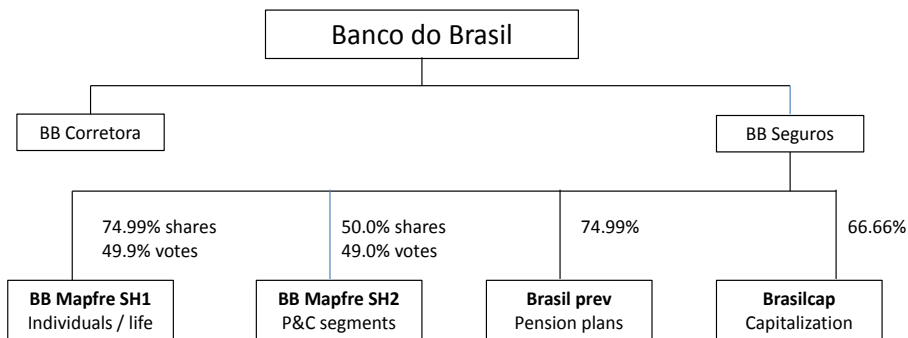 Banco do Brasil
BB Corretora
BB Seguros
74.99% shares
49.9% votes
50.0% shares
49.0% votes
74.99%
66.66%
BB Mapfre SH1
Individuals / life
BB Mapfre SH2
P&C segments
Brasil prev
Pension plans
Brasilcap
Capitalization